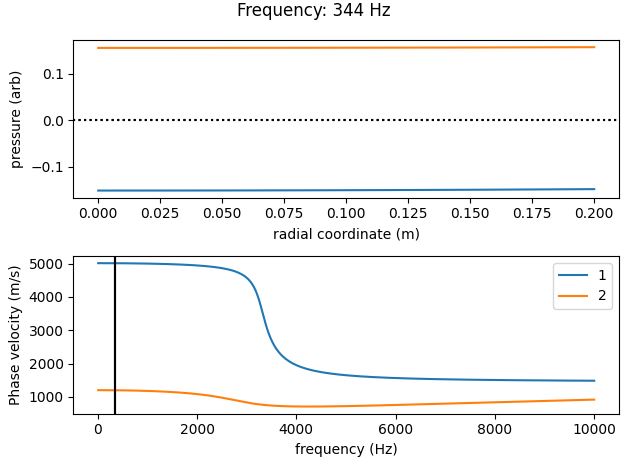 Frequency: 344 Hz
pressure (arb)
0.1
0.0
−0.1
0.000 0.025 0.050 0.075 0.100 0.125 0.150 0.175 0.200
radial coordinate (m)
Phase velocity (m/s)
5000
4000
3000
2000
1000
1
2
0 2000 4000 6000 8000 10000
frequency (Hz)